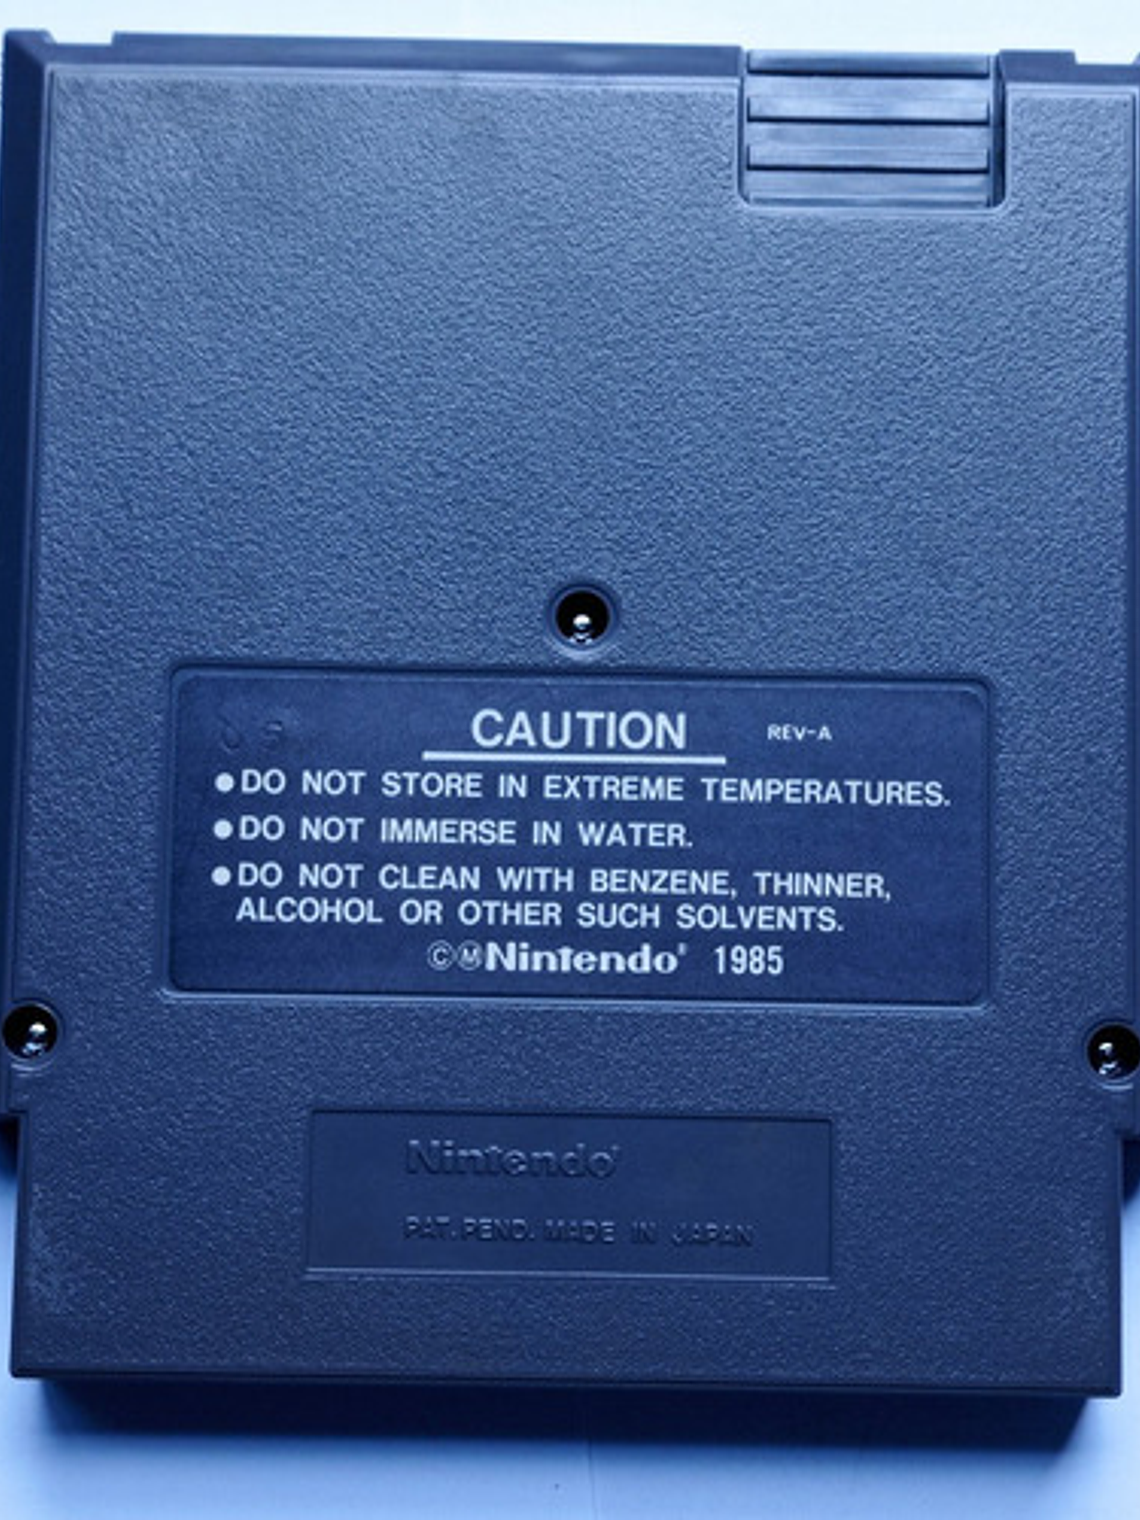 CAUTION REV-A
●DO NOT STORE IN EXTREME TEMPERATURES.
●DO NOT IMMERSE IN WATER.
●DO NOT CLEAN WITH BENZENE, THINNER,
ALCOHOL OR OTHER SUCH SOLVENTS.
©ⓂNintendo® 1985
Nintendo®
PAT. PEND. MADE IN JAPAN